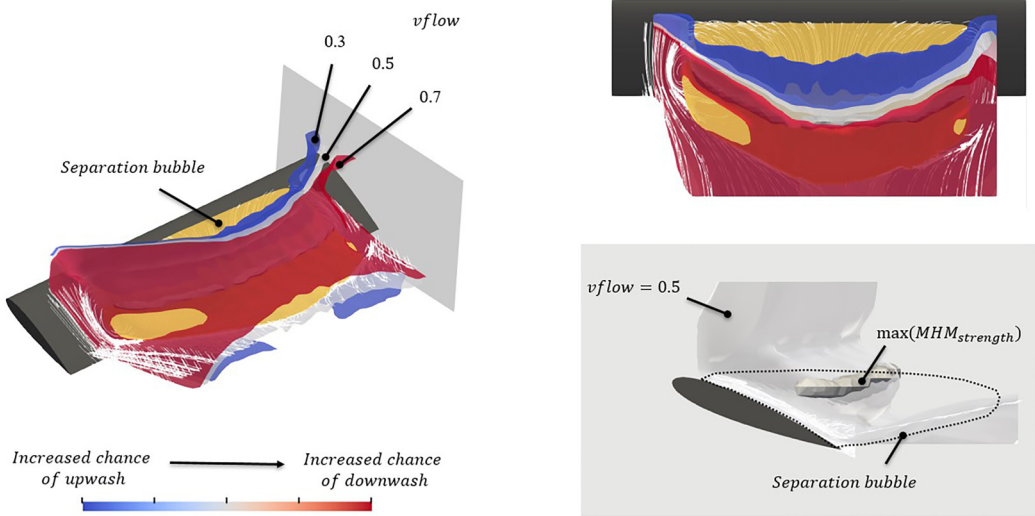 vflow
0.3
0.5
0.7
Separation bubble
Increased chance
of upwash
Increased chance
of downwash
vflow = 0.5
max(MHM_strength)
Separation bubble